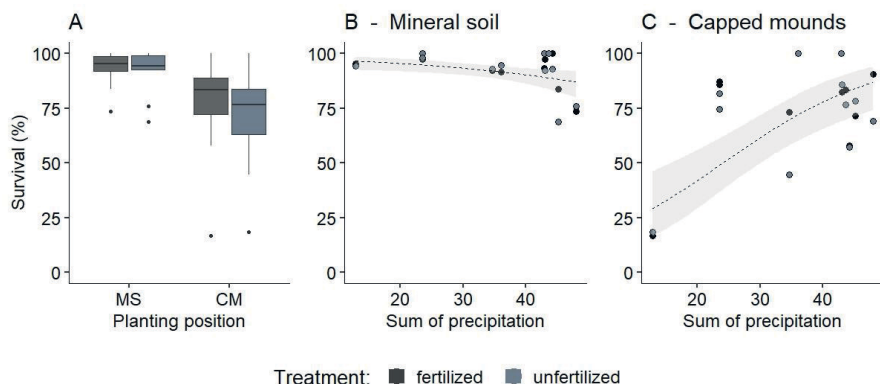 A
B - Mineral soil
C - Capped mounds
Survival (%)
100
75
50
25
0
MS CM
Planting position
100
75
50
25
0
20 30 40
Sum of precipitation
100
75
50
25
0
20 30 40
Sum of precipitation
Treatment: fertilized unfertilized